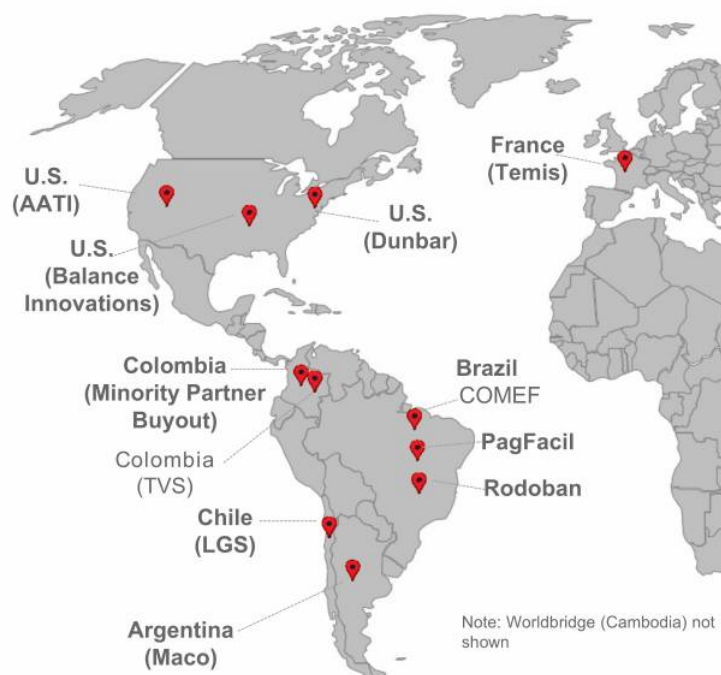 U.S.
(AATI)
U.S.
(Balance
Innovations)
U.S.
(Dunbar)
France
(Temis)
Colombia
(Minority Partner
Buyout)
Colombia
(TVS)
Brazil
COMEF
PagFacil
Rodoban
Chile
(LGS)
Argentina
(Maco)
Note: Worldbridge (Cambodia) not
shown